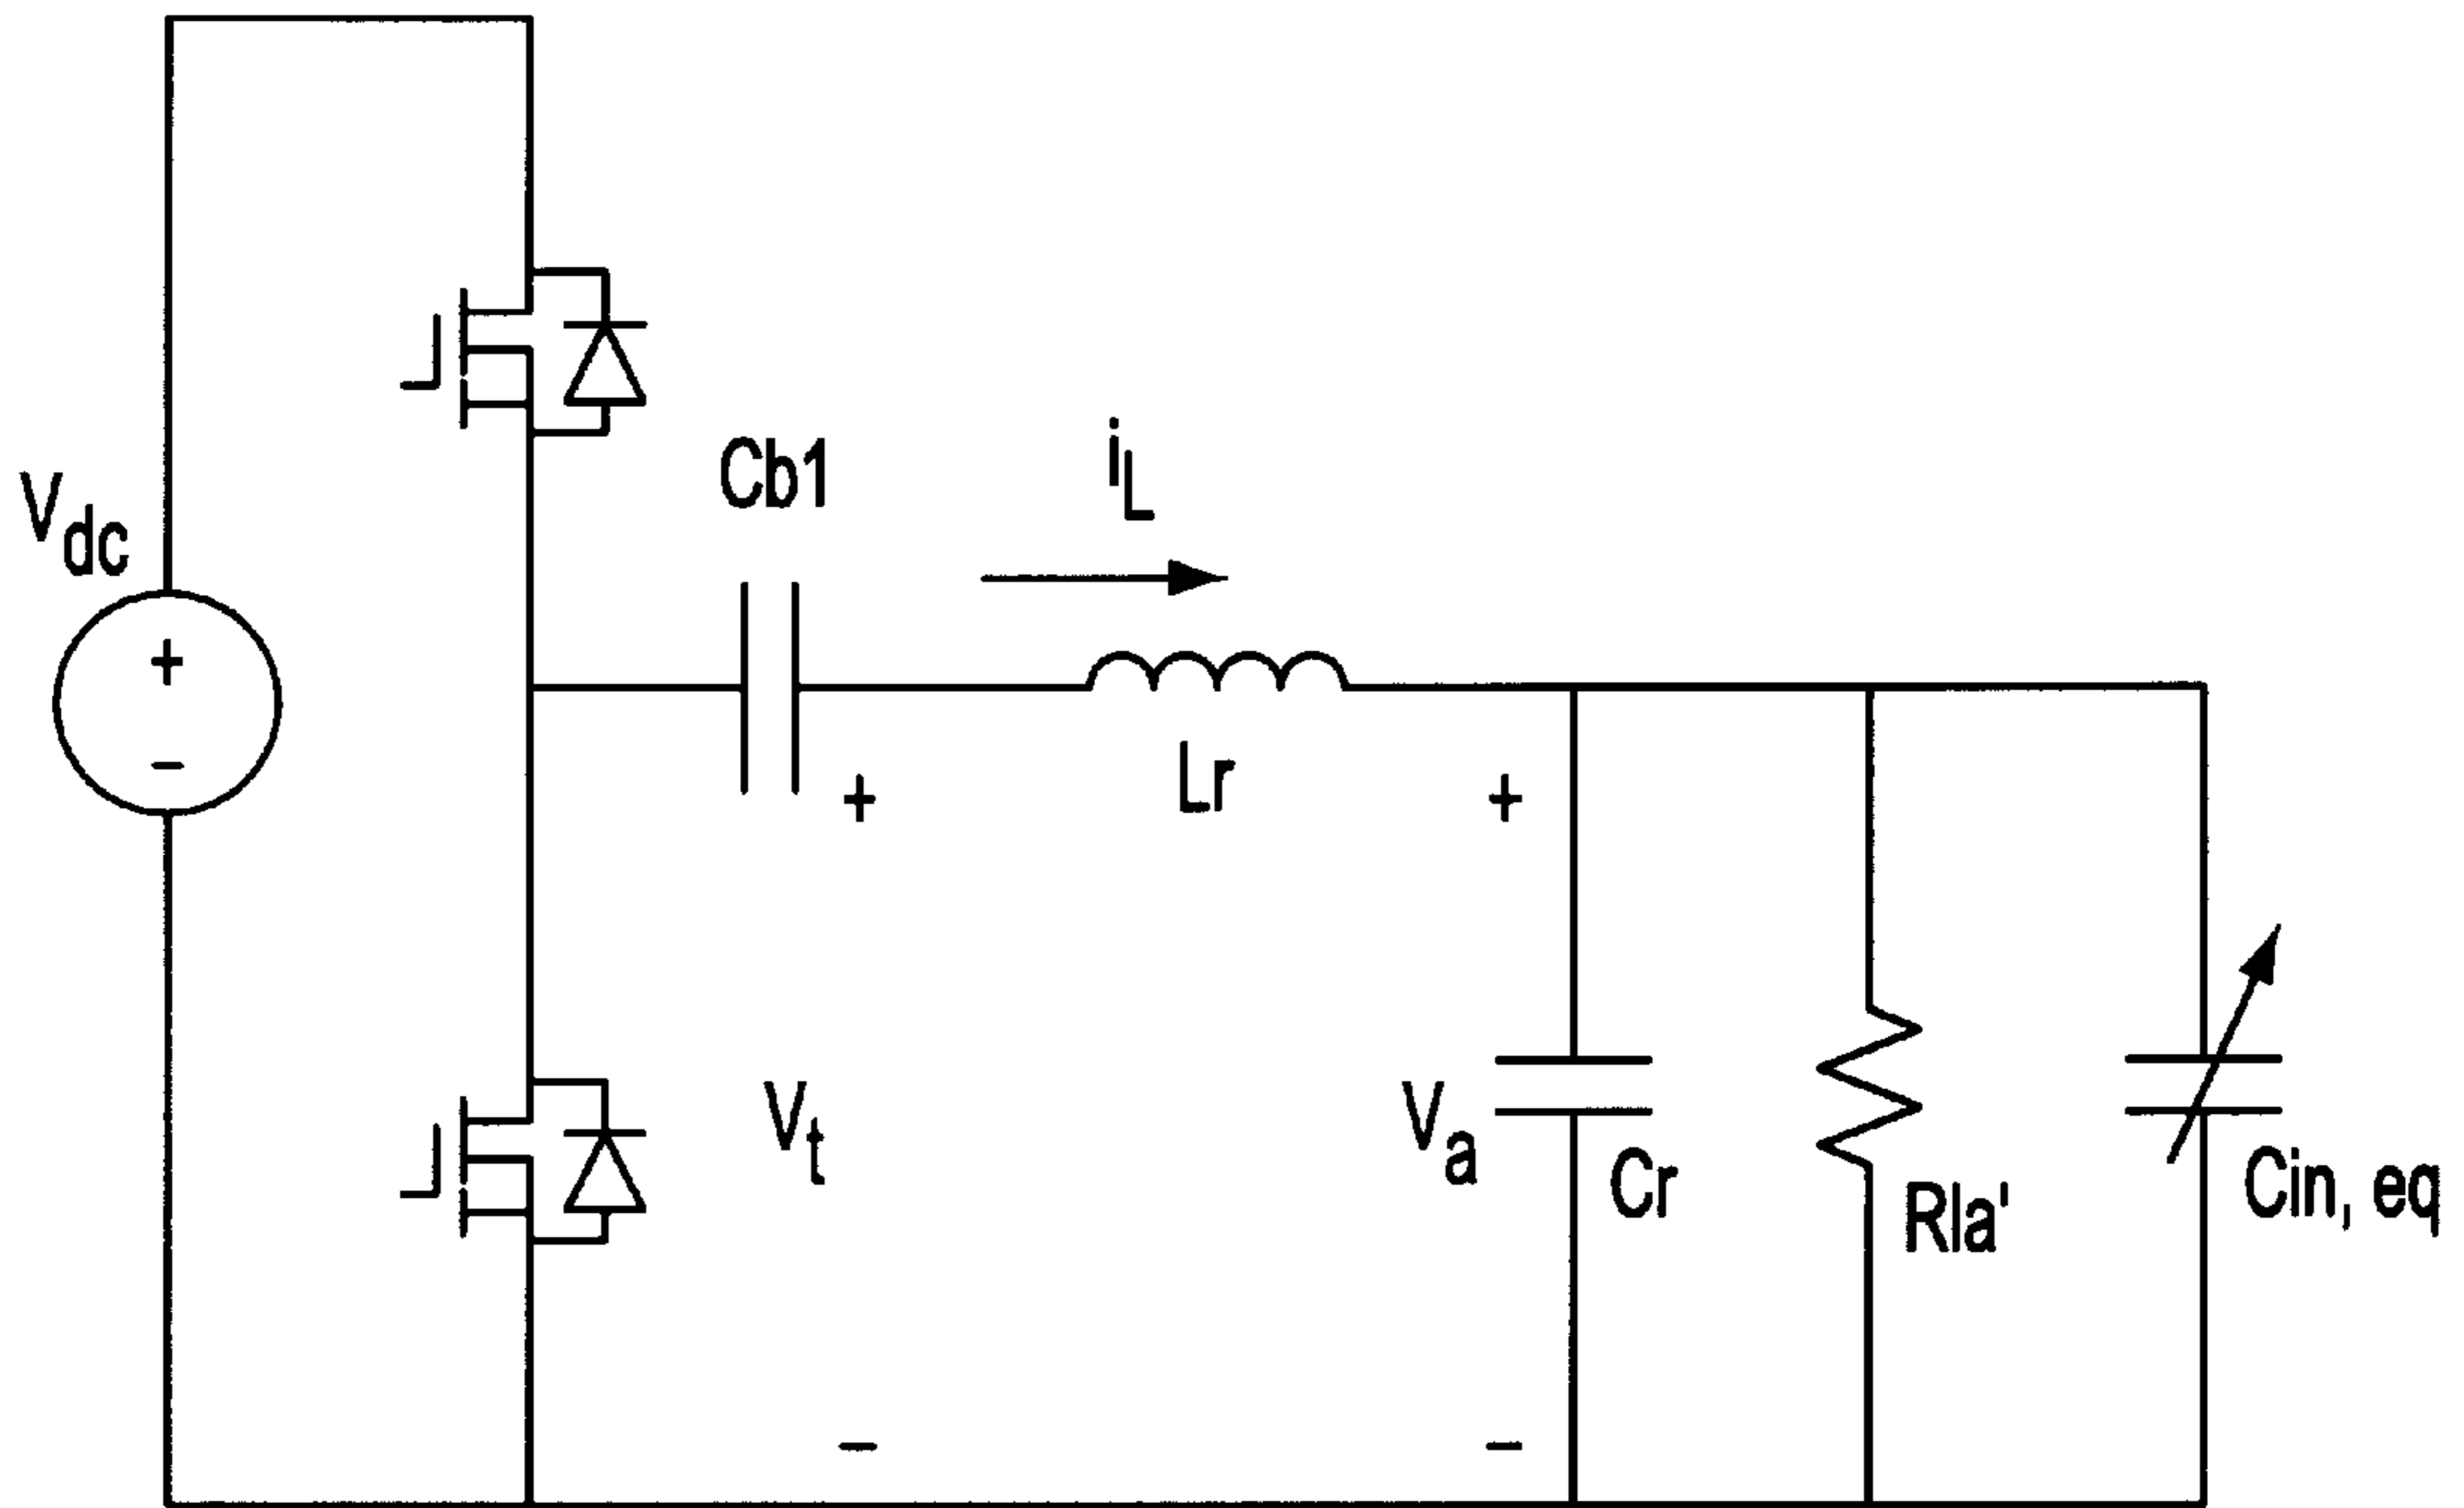 Vdc
+
−
Cb1
iL
Lr
+
Vt
−
+
Va
−
Cr
Rla'
Cin, eq